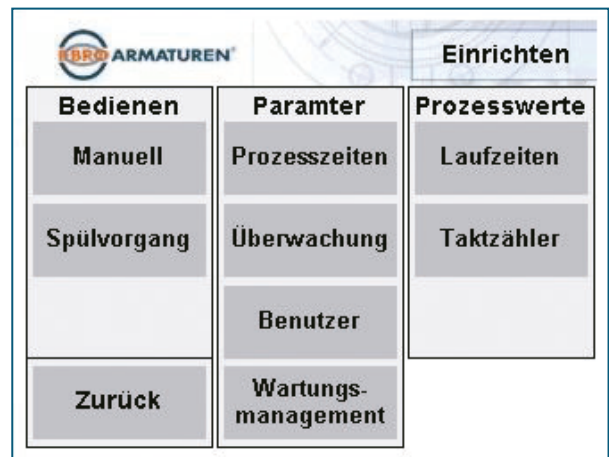 EBRO ARMATUREN
Einrichten
Bedienen
Manuell
Spülvorgang
Zurück
Paramter
Prozesszeiten
Überwachung
Benutzer
Wartungs-
management
Prozesswerte
Laufzeiten
Taktzähler